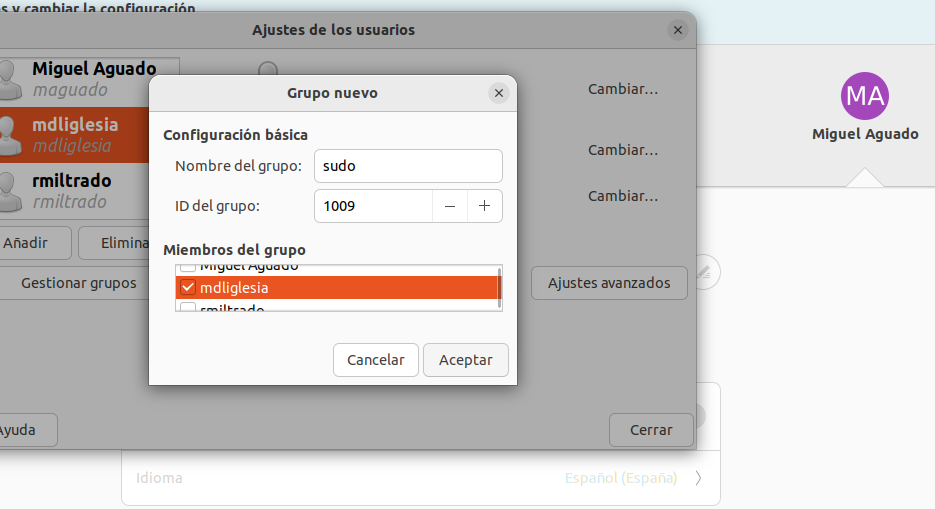 s y cambiar la configuración
Ajustes de los usuarios
Miguel Aguado
maguado
mdliglesia
mdliglesia
rmiltrado
rmiltrado
Añadir
Elimina
Gestionar grupos
Ayuda
Grupo nuevo
Configuración básica
Nombre del grupo: sudo
ID del grupo: 1009 − +
Miembros del grupo
Miguel Aguado
mdliglesia
rmiltrado
Cancelar
Aceptar
Cambiar...
Cambiar...
Cambiar...
Ajustes avanzados
Cerrar
MA
Miguel Aguado
Idioma
Español (España)